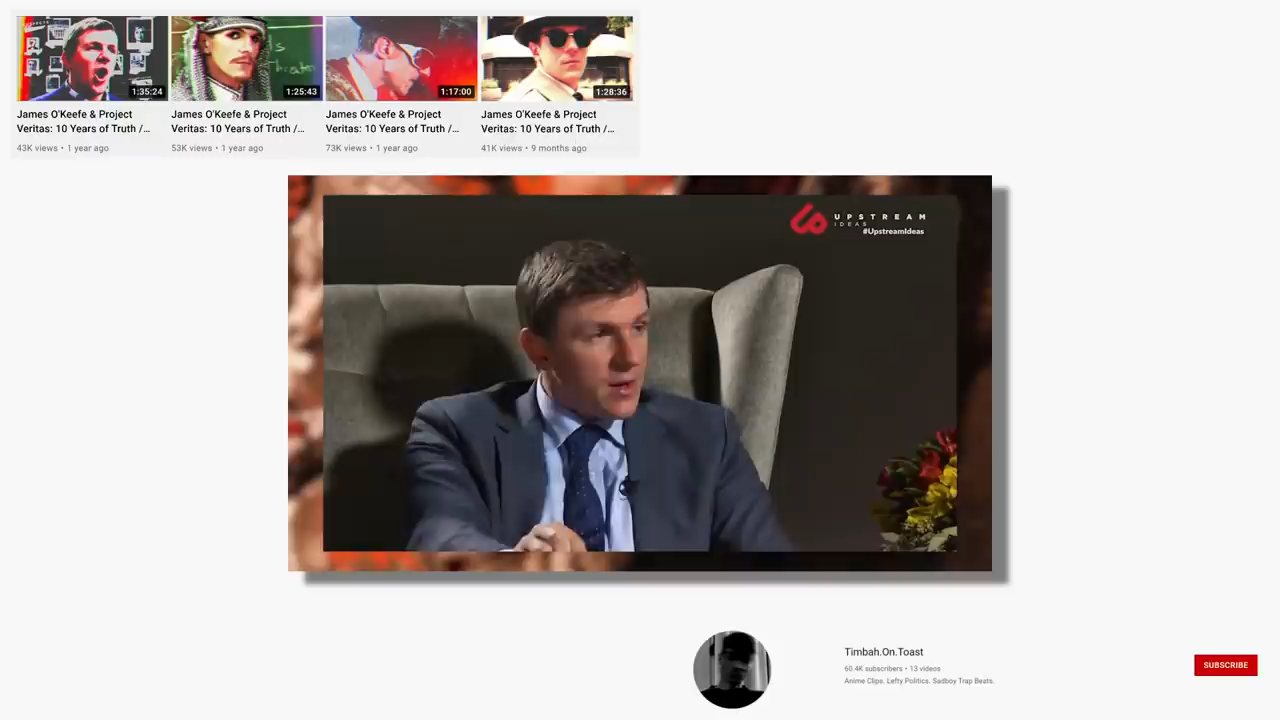 1:35:24
1:25:43
1:17:00
1:28:36
James O'Keefe & Project
Veritas: 10 Years of Truth /...
43K views • 1 year ago
James O'Keefe & Project
Veritas: 10 Years of Truth /...
53K views • 1 year ago
James O'Keefe & Project
Veritas: 10 Years of Truth /...
73K views • 1 year ago
James O'Keefe & Project
Veritas: 10 Years of Truth /...
41K views • 9 months ago
UPSTREAM
IDEAS
#UpstreamIdeas
Timbah.On.Toast
60.4K subscribers • 13 videos
Anime Clips. Lefty Politics. Sadboy Trap Beats.
SUBSCRIBE